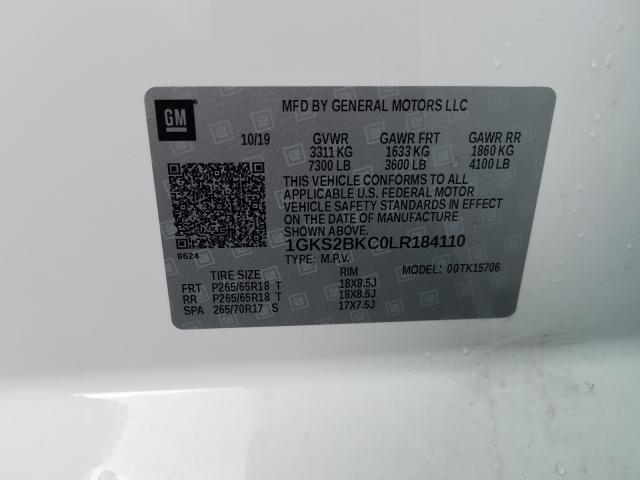 GM
MFD BY GENERAL MOTORS LLC
10/19 GVWR GAWR FRT GAWR RR
3311 KG 1633 KG 1860 KG
7300 LB 3600 LB 4100 LB
THIS VEHICLE CONFORMS TO ALL
APPLICABLE U.S. FEDERAL MOTOR
VEHICLE SAFETY STANDARDS IN EFFECT
ON THE DATE OF MANUFACTURE
SHOWN ABOVE.
1GKS2BKC0LR184110
8624
TYPE: M.P.V. MODEL: 00TK15706
TIRE SIZE RIM
FRT P265/65R18 T 18X8.5J
RR P265/65R18 T 18X8.5J
SPA 265/70R17 S 17X7.5J